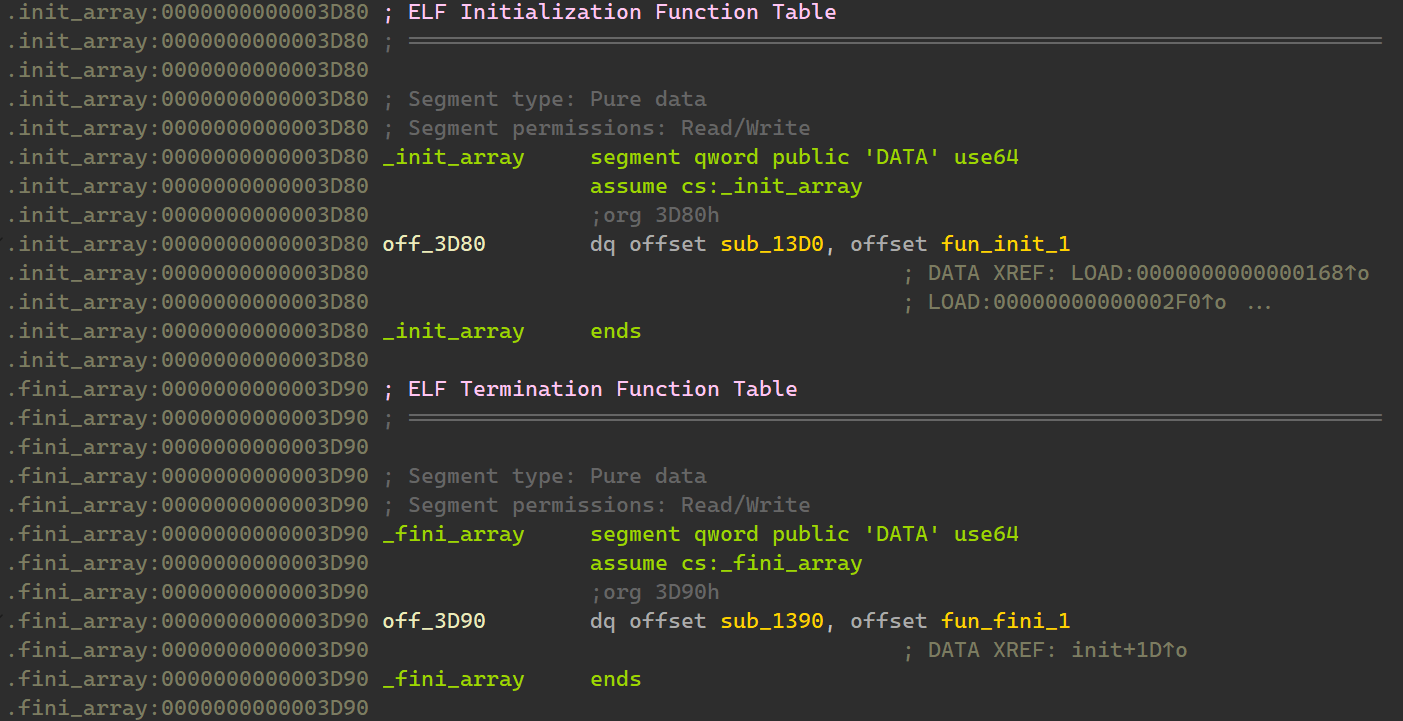 .init_array:0000000000003D80 ; ELF Initialization Function Table
.init_array:0000000000003D80 ; ===========================================================================
.init_array:0000000000003D80
.init_array:0000000000003D80 ; Segment type: Pure data
.init_array:0000000000003D80 ; Segment permissions: Read/Write
.init_array:0000000000003D80 _init_array     segment qword public 'DATA' use64
.init_array:0000000000003D80                 assume cs:_init_array
.init_array:0000000000003D80                 ;org 3D80h
.init_array:0000000000003D80 off_3D80        dq offset sub_13D0, offset fun_init_1
.init_array:0000000000003D80                                         ; DATA XREF: LOAD:0000000000000168↑o
.init_array:0000000000003D80                                         ; LOAD:00000000000002F0↑o ...
.init_array:0000000000003D80 _init_array     ends
.init_array:0000000000003D80
.fini_array:0000000000003D90 ; ELF Termination Function Table
.fini_array:0000000000003D90 ; ===========================================================================
.fini_array:0000000000003D90
.fini_array:0000000000003D90 ; Segment type: Pure data
.fini_array:0000000000003D90 ; Segment permissions: Read/Write
.fini_array:0000000000003D90 _fini_array     segment qword public 'DATA' use64
.fini_array:0000000000003D90                 assume cs:_fini_array
.fini_array:0000000000003D90                 ;org 3D90h
.fini_array:0000000000003D90 off_3D90        dq offset sub_1390, offset fun_fini_1
.fini_array:0000000000003D90                                         ; DATA XREF: init+1D↑o
.fini_array:0000000000003D90 _fini_array     ends
.fini_array:0000000000003D90